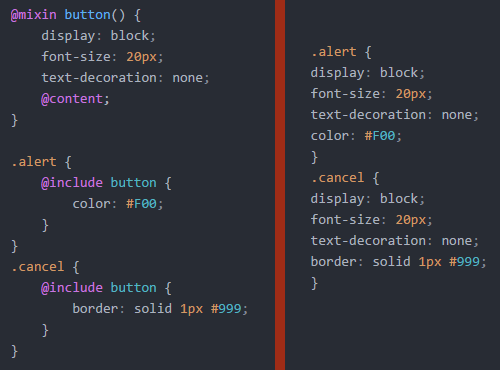 @mixin button() {
    display: block;
    font-size: 20px;
    text-decoration: none;
    @content;
}

.alert {
    @include button {
        color: #F00;
    }
}
.cancel {
    @include button {
        border: solid 1px #999;
    }
}

.alert {
display: block;
font-size: 20px;
text-decoration: none;
color: #F00;
}
.cancel {
display: block;
font-size: 20px;
text-decoration: none;
border: solid 1px #999;
}